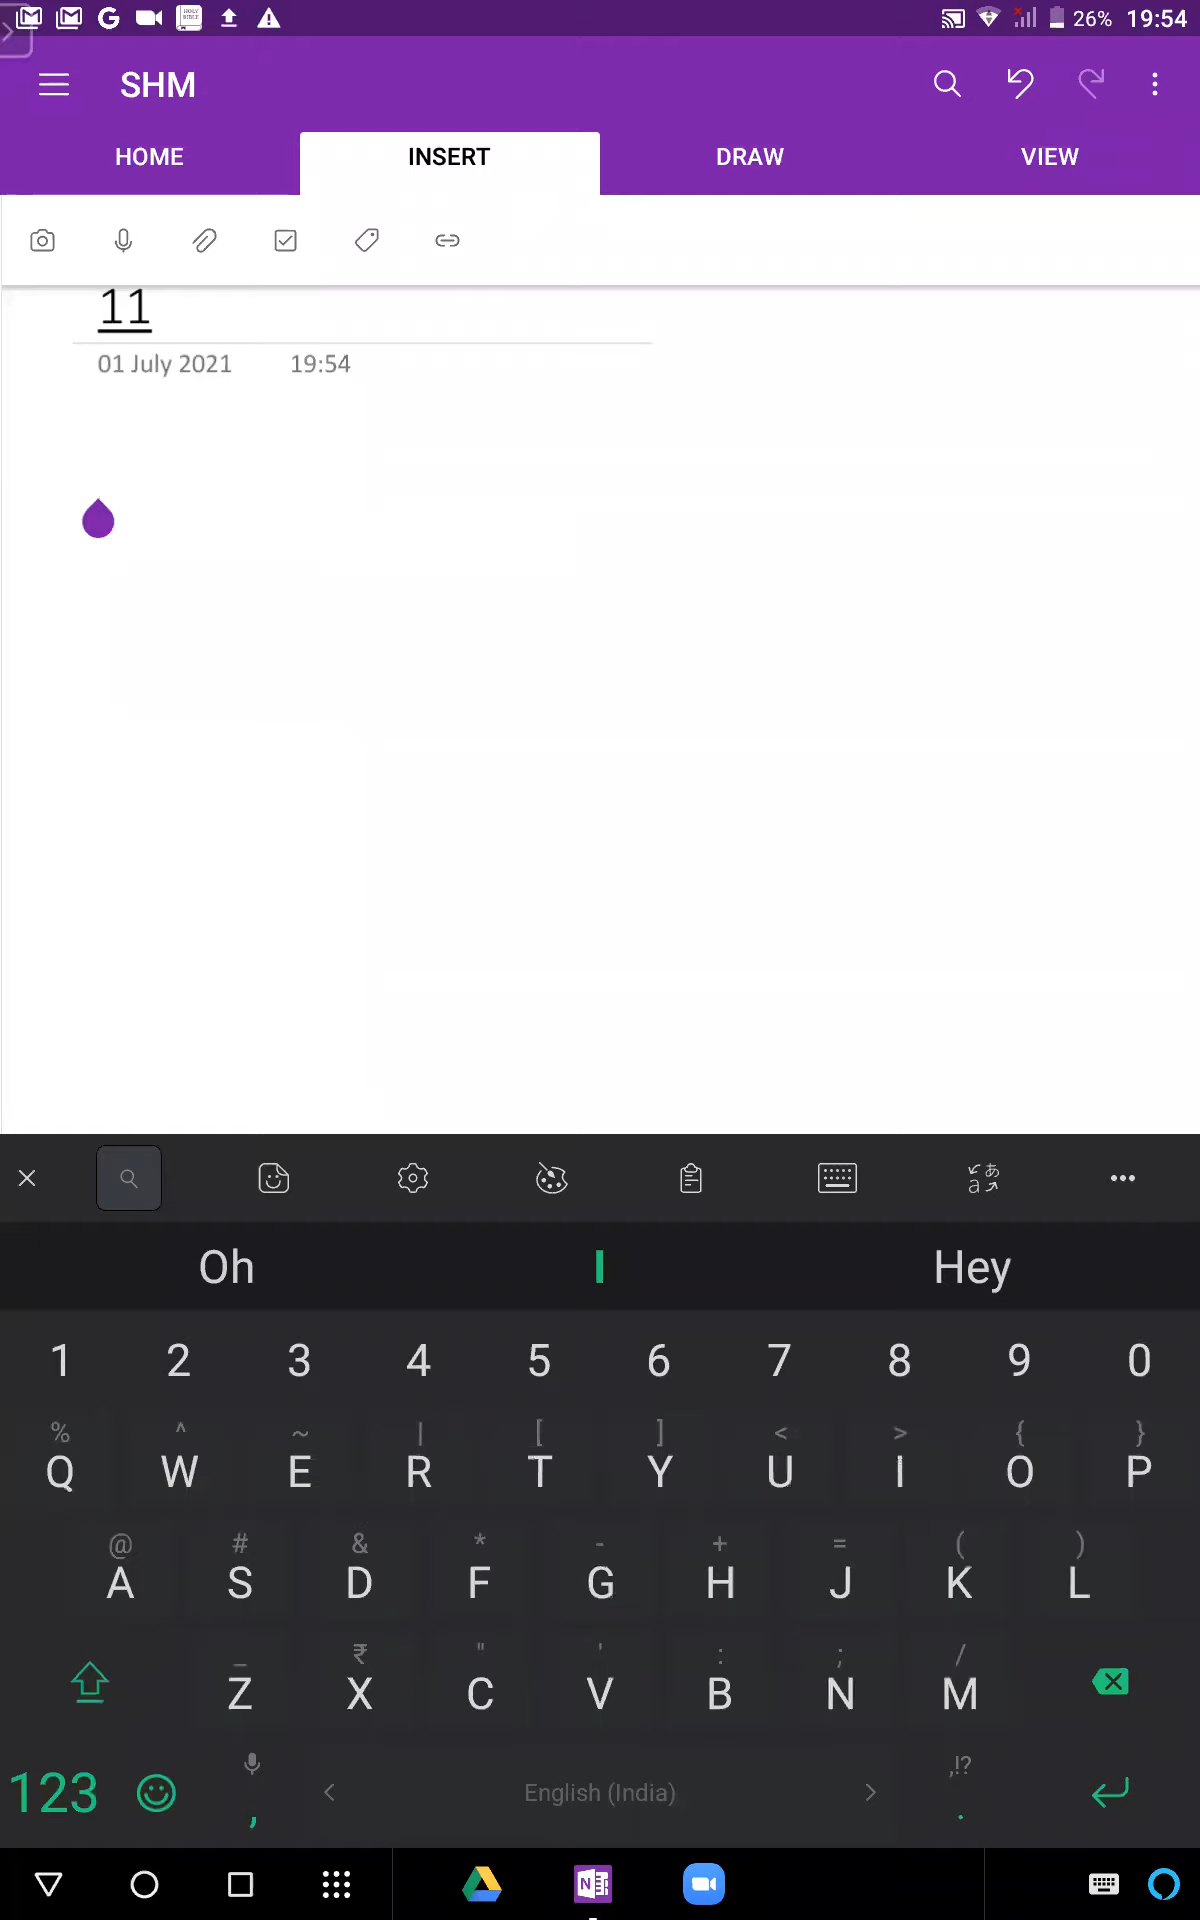 26% 19:54
SHM
HOME INSERT DRAW VIEW
11
01 July 2021 19:54
Oh I Hey
1 2 3 4 5 6 7 8 9 0
% ^ ~ | [ ] < > { }
Q W E R T Y U I O P
@ # & * - + = ( )
A S D F G H J K L
_ ₹ " ' : ; /
Z X C V B N M
,!?
123 , English (India) .